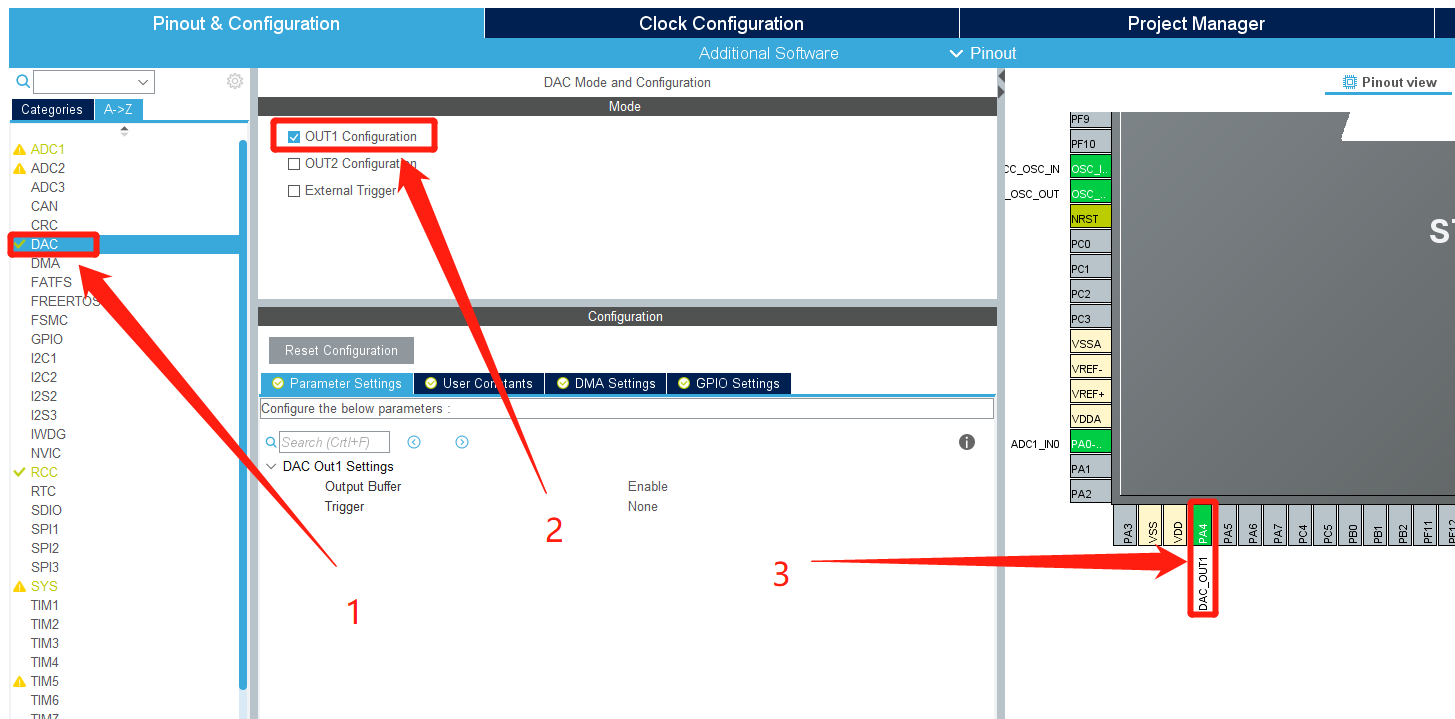 Pinout & Configuration
Clock Configuration
Project Manager
Additional Software
Pinout
Categories
A->Z
ADC1
ADC2
ADC3
CAN
CRC
DAC
DMA
FATFS
FREERTOS
FSMC
GPIO
I2C1
I2C2
I2S2
I2S3
IWDG
NVIC
RCC
RTC
SDIO
SPI1
SPI2
SPI3
SYS
TIM1
TIM2
TIM3
TIM4
TIM5
TIM6
TIM7
DAC Mode and Configuration
Mode
OUT1 Configuration
OUT2 Configuration
External Trigger
Configuration
Reset Configuration
Parameter Settings
User Constants
DMA Settings
GPIO Settings
Configure the below parameters :
Search (Crtl+F)
DAC Out1 Settings
Output Buffer Enable
Trigger None
1
2
3
Pinout view
PF9
PF10
CC_OSC_IN OSC_I..
_OSC_OUT OSC_..
NRST
PC0
PC1
PC2
PC3
VSSA
VREF-
VREF+
VDDA
ADC1_IN0 PA0-..
PA1
PA2
PA3
VSS
VDD
PA4
PA5
PA6
PA7
PC4
PC5
PB0
PB1
PB2
PF11
DAC_OUT1